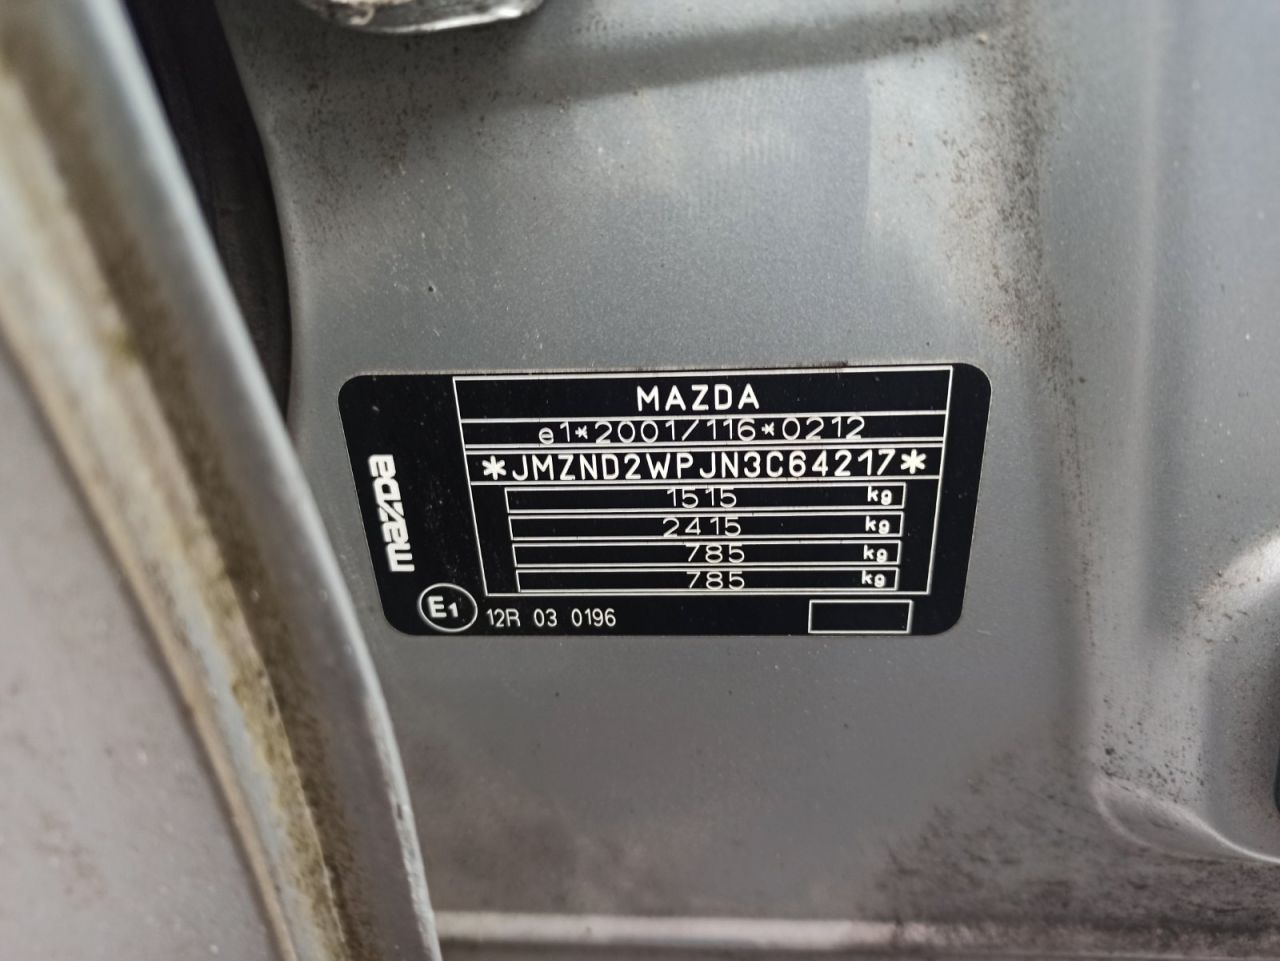 MAZDA
e1*2001/116*0212
*JMZND2WPJN3C64217*
1515 kg
2415 kg
785 kg
785 kg
mazda
E1 12R 03 0196